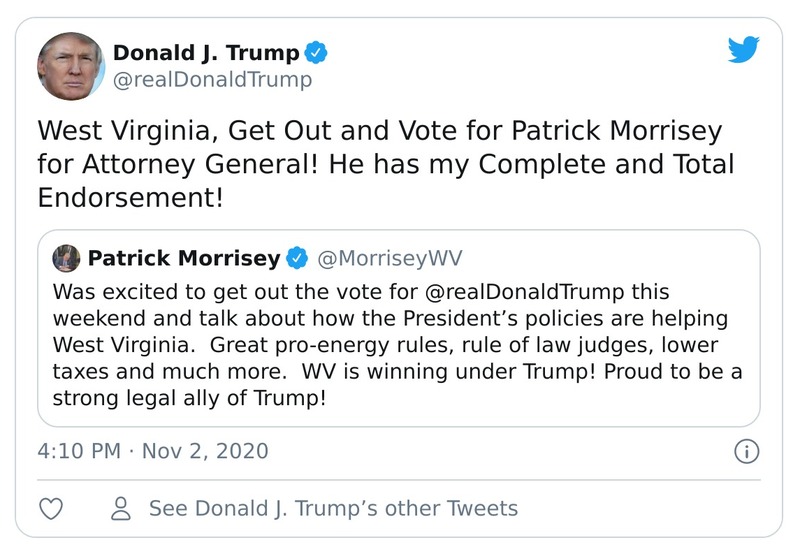 Donald J. Trump
@realDonaldTrump
West Virginia, Get Out and Vote for Patrick Morrisey
for Attorney General! He has my Complete and Total
Endorsement!
Patrick Morrisey @MorriseyWV
Was excited to get out the vote for @realDonaldTrump this
weekend and talk about how the President’s policies are helping
West Virginia.  Great pro-energy rules, rule of law judges, lower
taxes and much more.  WV is winning under Trump! Proud to be a
strong legal ally of Trump!
4:10 PM · Nov 2, 2020
See Donald J. Trump’s other Tweets